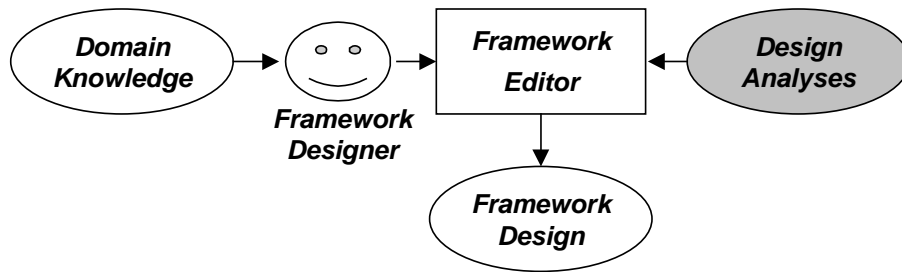 Domain
Knowledge
Framework
Designer
Framework
Editor
Design
Analyses
Framework
Design